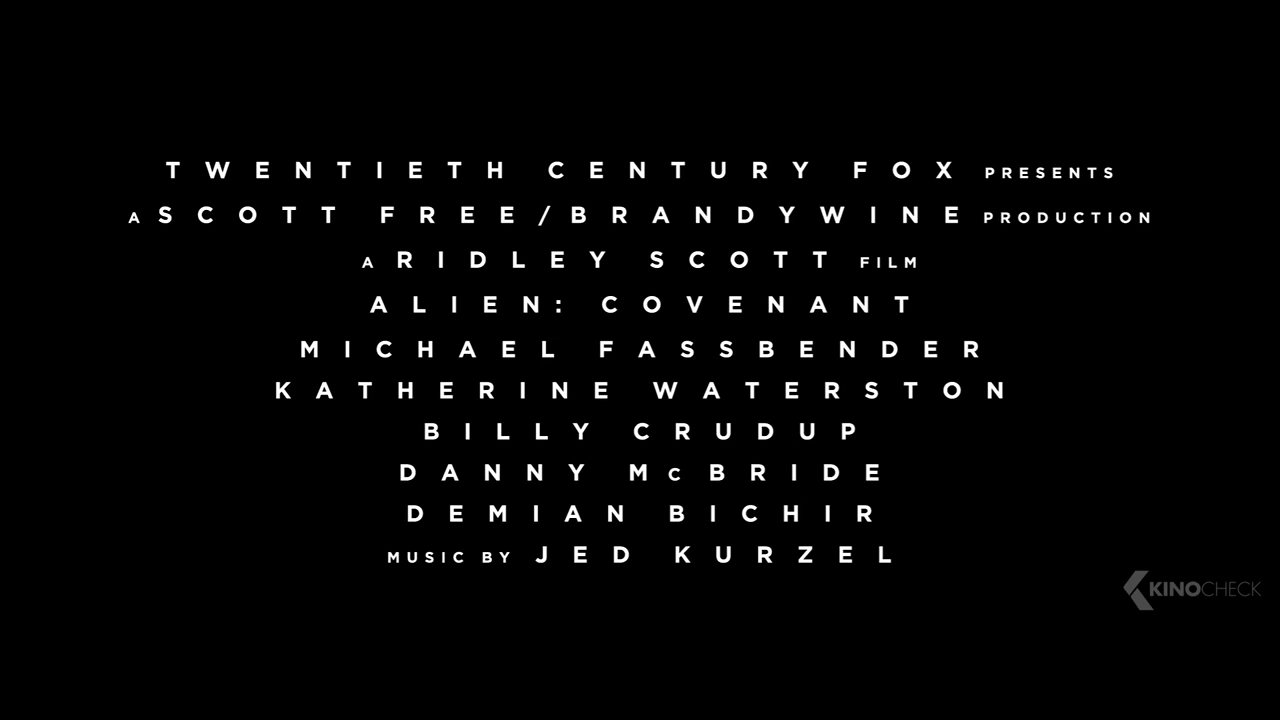 TWENTIETH CENTURY FOX PRESENTS
A SCOTT FREE/BRANDYWINE PRODUCTION
A RIDLEY SCOTT FILM
ALIEN: COVENANT
MICHAEL FASSBENDER
KATHERINE WATERSTON
BILLY CRUDUP
DANNY McBRIDE
DEMIAN BICHIR
MUSIC BY JED KURZEL
KINOCHECK